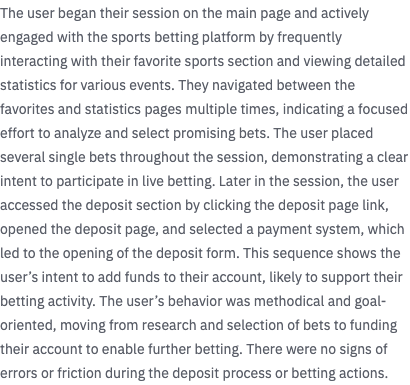 The user began their session on the main page and actively
engaged with the sports betting platform by frequently
interacting with their favorite sports section and viewing detailed
statistics for various events. They navigated between the
favorites and statistics pages multiple times, indicating a focused
effort to analyze and select promising bets. The user placed
several single bets throughout the session, demonstrating a clear
intent to participate in live betting. Later in the session, the user
accessed the deposit section by clicking the deposit page link,
opened the deposit page, and selected a payment system, which
led to the opening of the deposit form. This sequence shows the
user’s intent to add funds to their account, likely to support their
betting activity. The user’s behavior was methodical and goal-
oriented, moving from research and selection of bets to funding
their account to enable further betting. There were no signs of
errors or friction during the deposit process or betting actions.